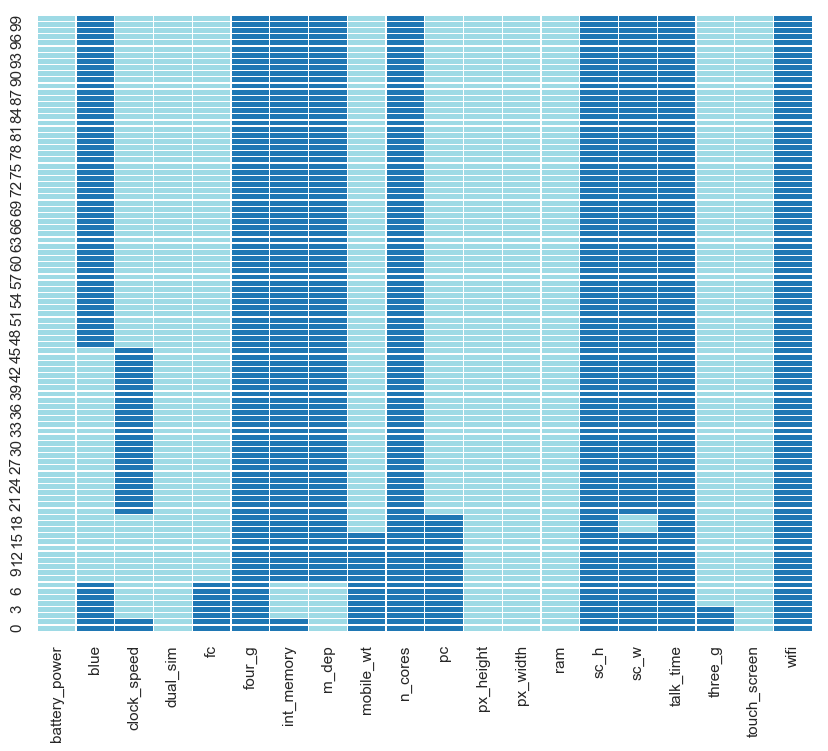 99
96
93
90
87
84
81
78
75
72
69
66
63
60
57
54
51
48
45
42
39
36
33
30
27
24
21
18
15
12
9
6
3
0
battery_power
blue
clock_speed
dual_sim
fc
four_g
int_memory
m_dep
mobile_wt
n_cores
pc
px_height
px_width
ram
sc_h
sc_w
talk_time
three_g
touch_screen
wifi